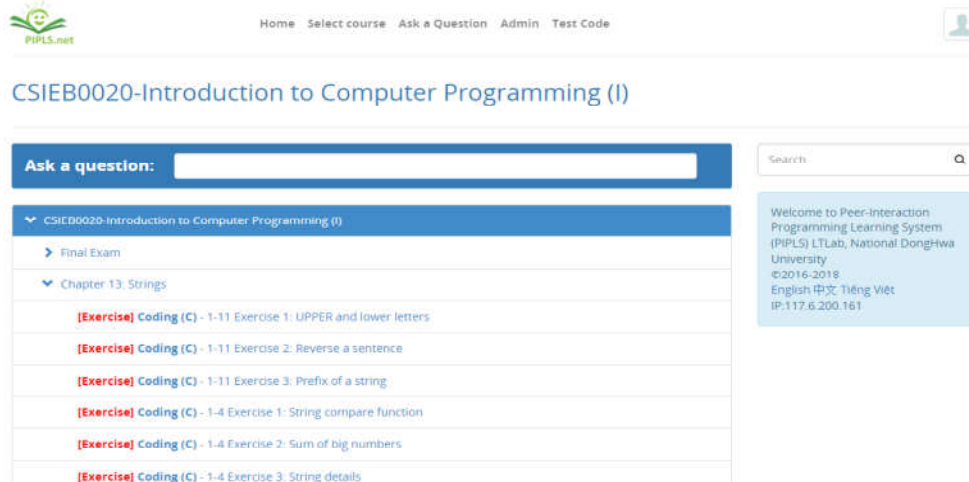 PIPLS.net
Home Select course Ask a Question Admin Test Code
CSIEB0020-Introduction to Computer Programming (I)
Ask a question:
Search
CSIEB0020-Introduction to Computer Programming (I)
Final Exam
Chapter 13: Strings
[Exercise] Coding (C) - 1-11 Exercise 1: UPPER and lower letters
[Exercise] Coding (C) - 1-11 Exercise 2: Reverse a sentence
[Exercise] Coding (C) - 1-11 Exercise 3: Prefix of a string
[Exercise] Coding (C) - 1-4 Exercise 1: String compare function
[Exercise] Coding (C) - 1-4 Exercise 2: Sum of big numbers
[Exercise] Coding (C) - 1-4 Exercise 3: String details
Welcome to Peer-Interaction
Programming Learning System
(PIPLS) LTLab, National DongHwa
University
©2016-2018
English 中文 Tiếng Việt
IP:117.6.200.161